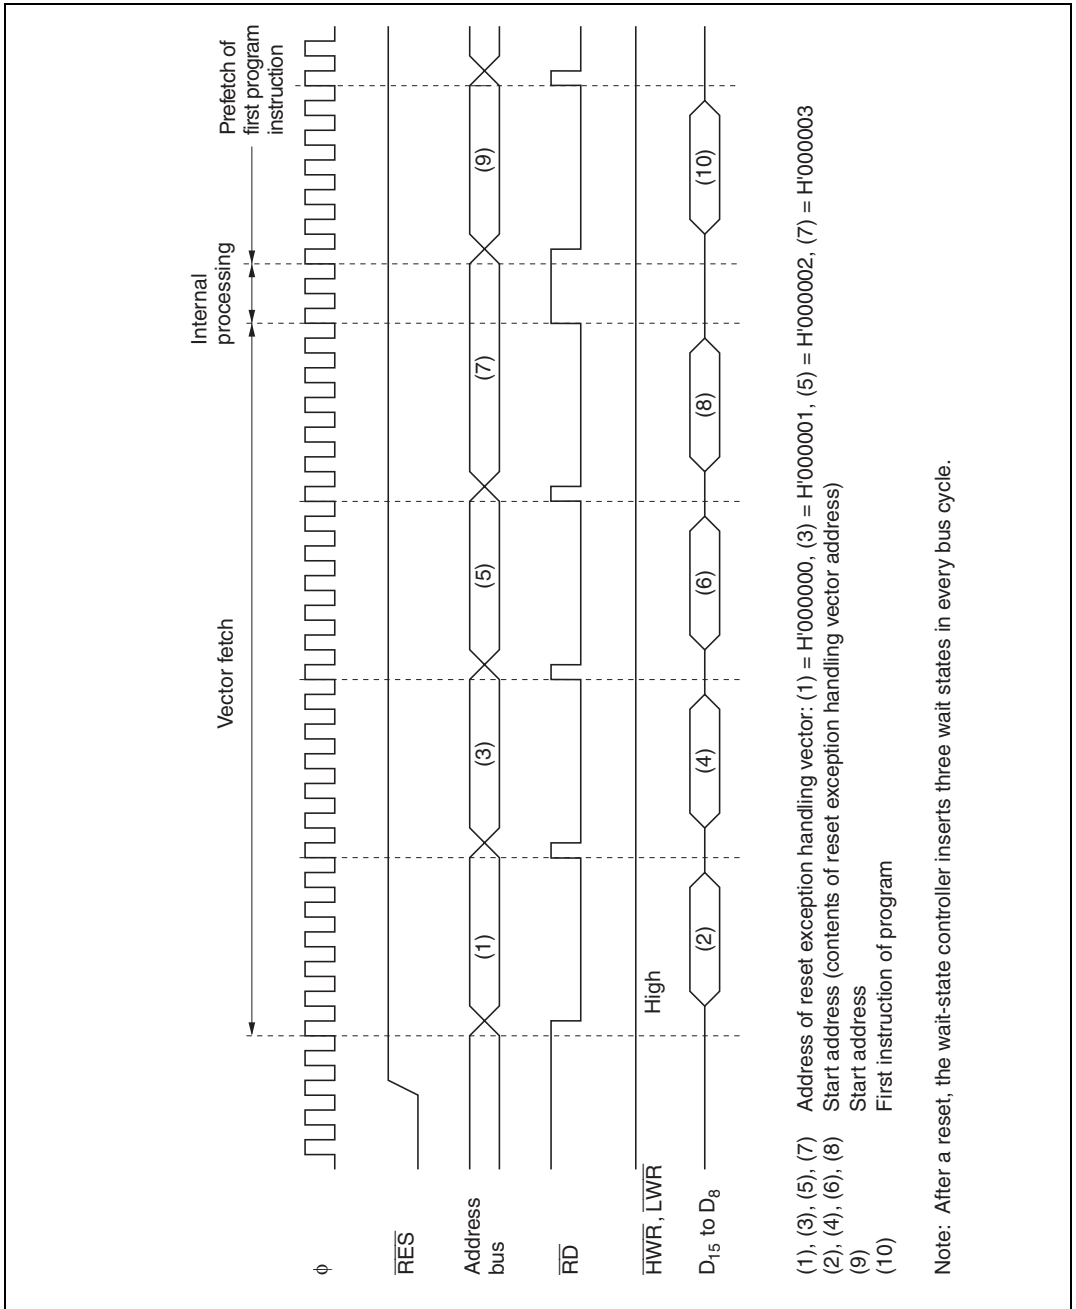 Vector fetch
Internal
processing
Prefetch of
first program
instruction
φ
RES
Address
bus
(1)
(3)
(5)
(7)
(9)
RD
HWR, LWR
High
D15 to D8
(2)
(4)
(6)
(8)
(10)
(1), (3), (5), (7) Address of reset exception handling vector: (1) = H'000000, (3) = H'000001, (5) = H'000002, (7) = H'000003
(2), (4), (6), (8) Start address (contents of reset exception handling vector address)
(9) Start address
(10) First instruction of program
Note: After a reset, the wait-state controller inserts three wait states in every bus cycle.